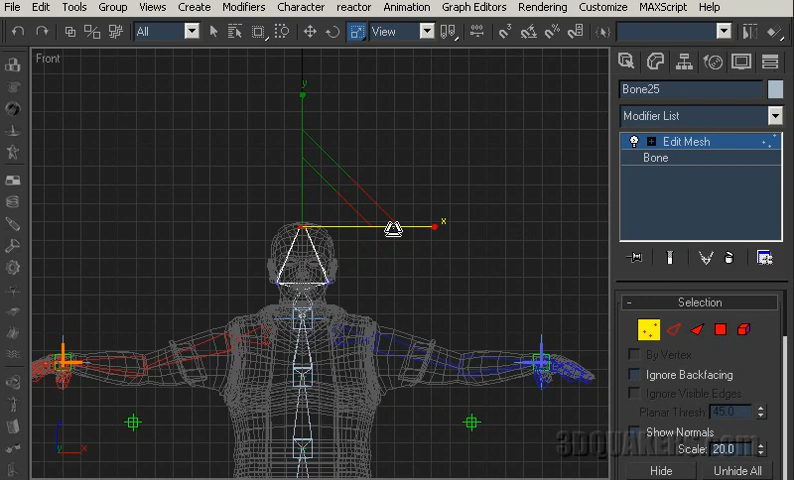 File Edit Tools Group Views Create Modifiers Character reactor Animation Graph Editors Rendering Customize MAXScript Help
All View
Front
y
x
Bone25
Modifier List
Edit Mesh
Bone
Selection
By Vertex
Ignore Backfacing
Ignore Visible Edges
Planar Thresh 45.0
Show Normals
Scale: 20.0
Hide Unhide All
y x